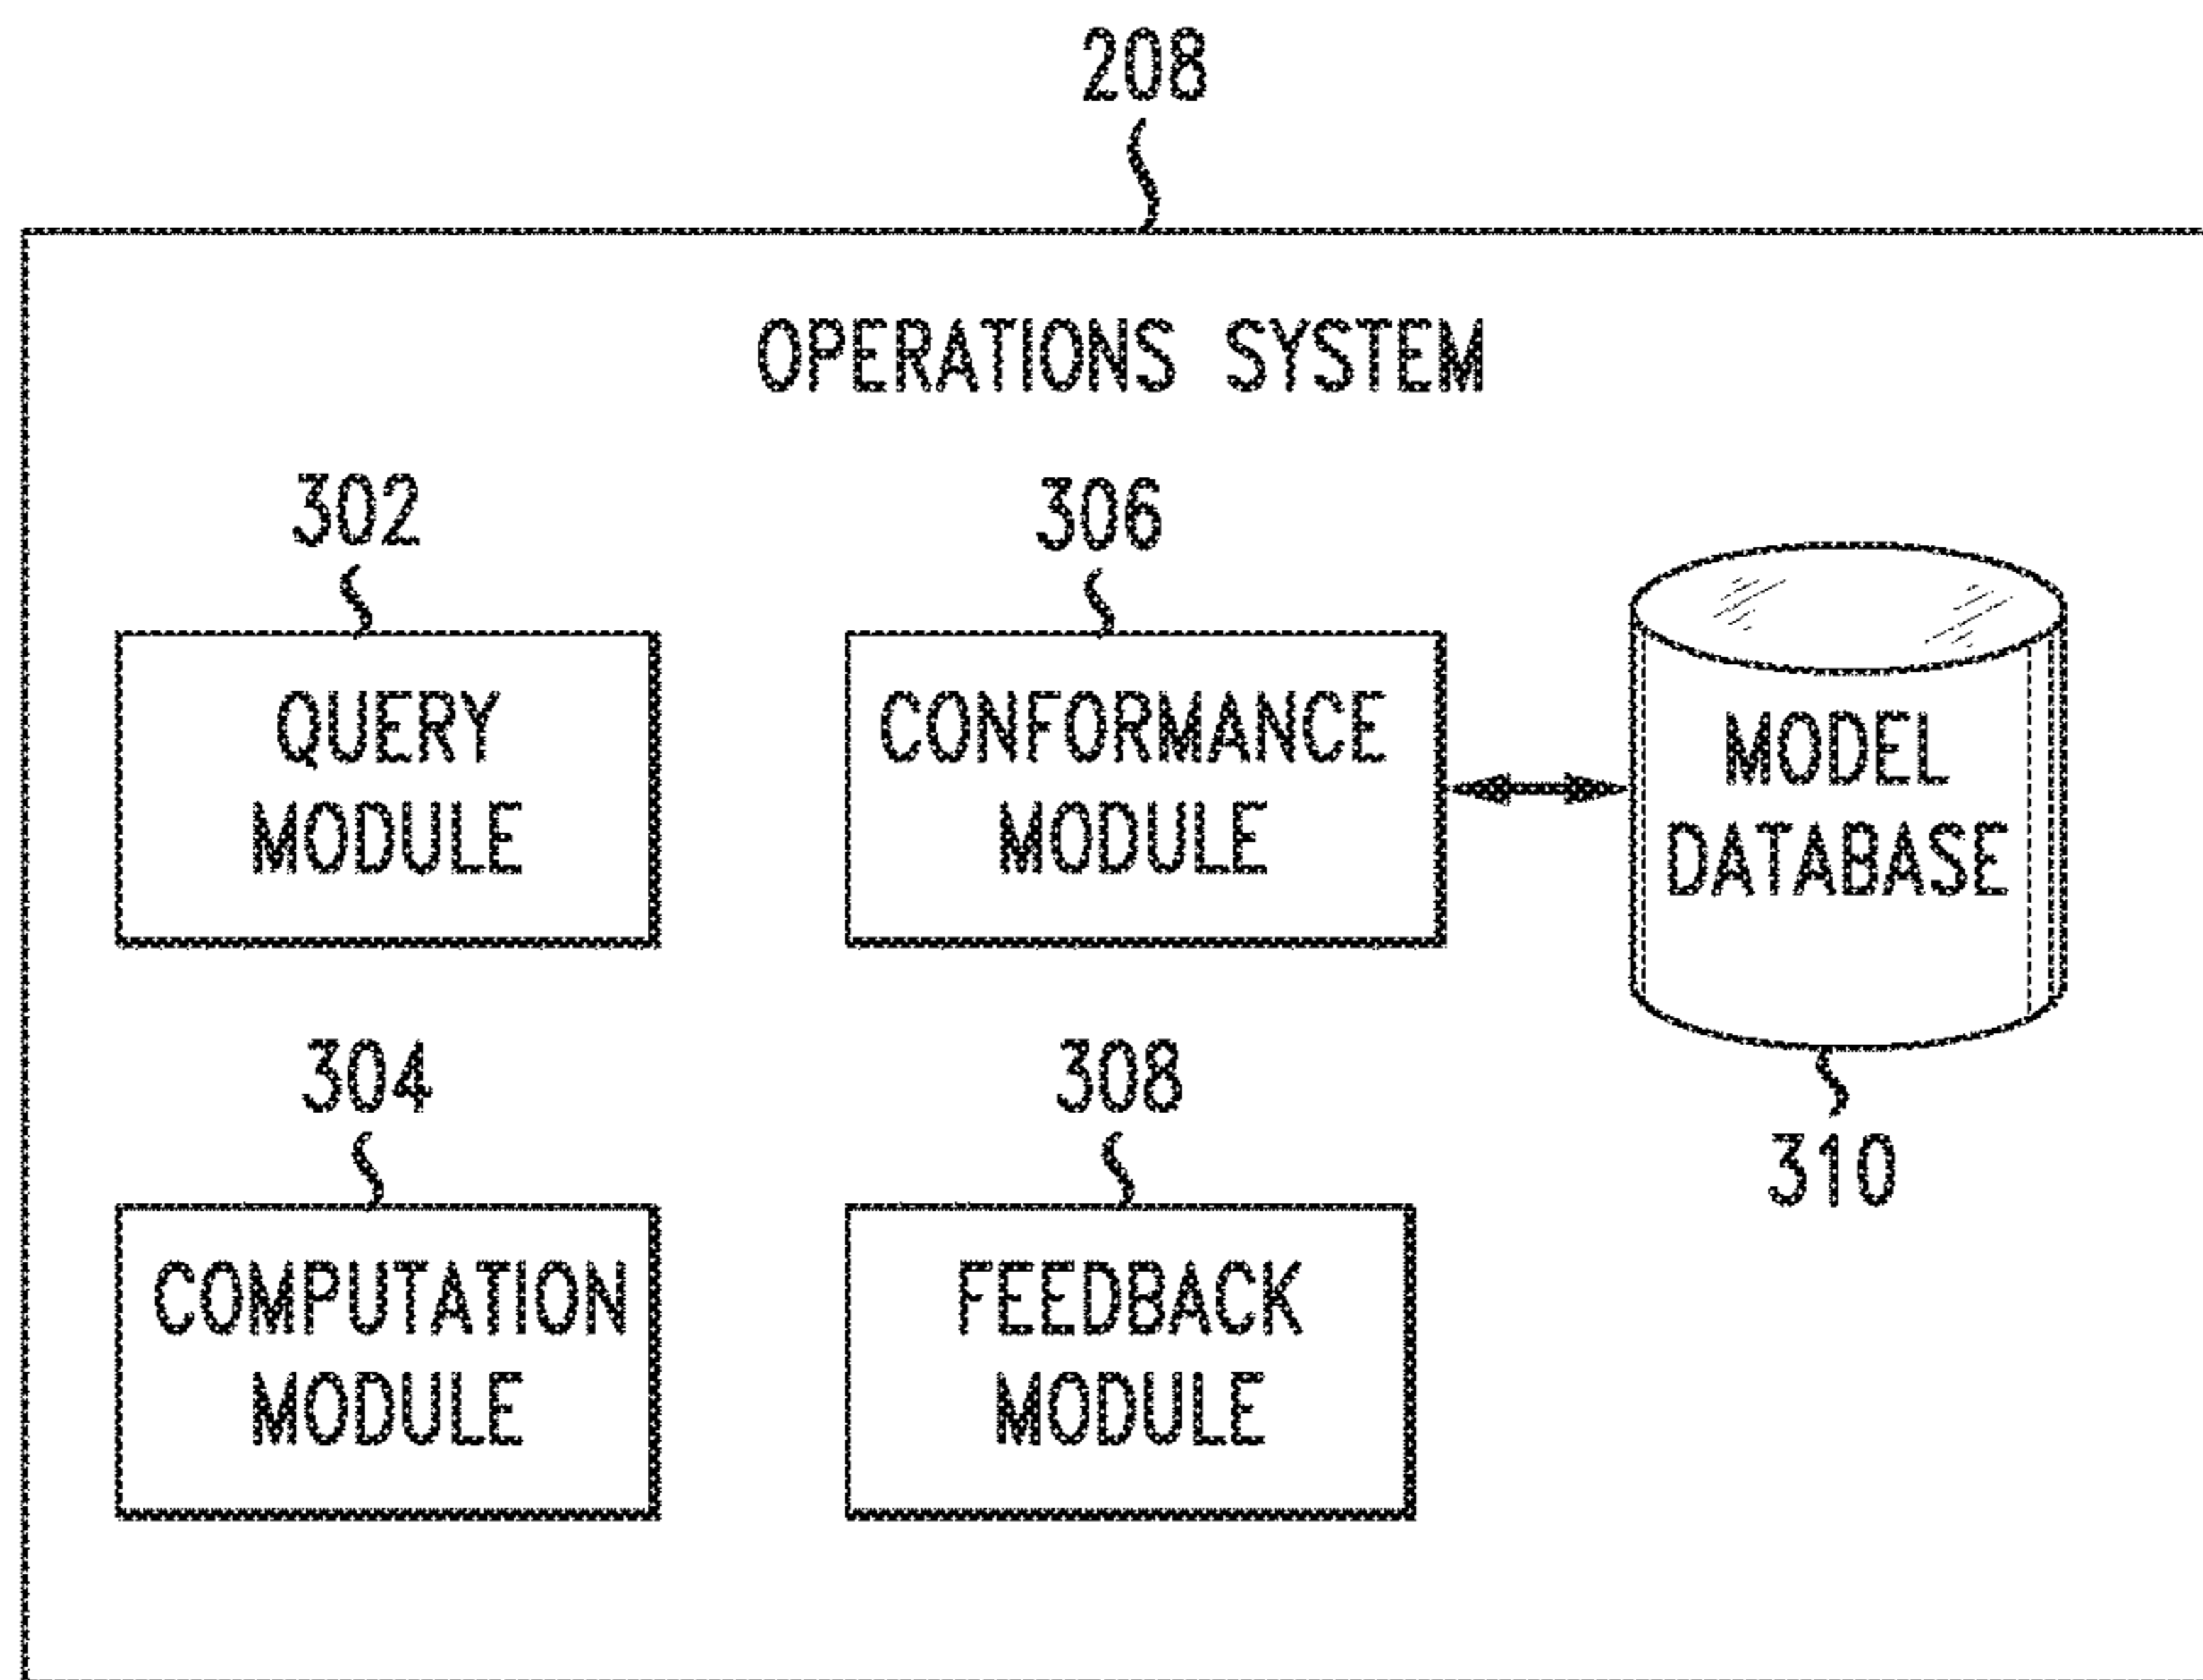 208
OPERATIONS SYSTEM
302
306
QUERY
MODULE
CONFORMANCE
MODULE
MODEL
DATABASE
304
308
310
COMPUTATION
MODULE
FEEDBACK
MODULE